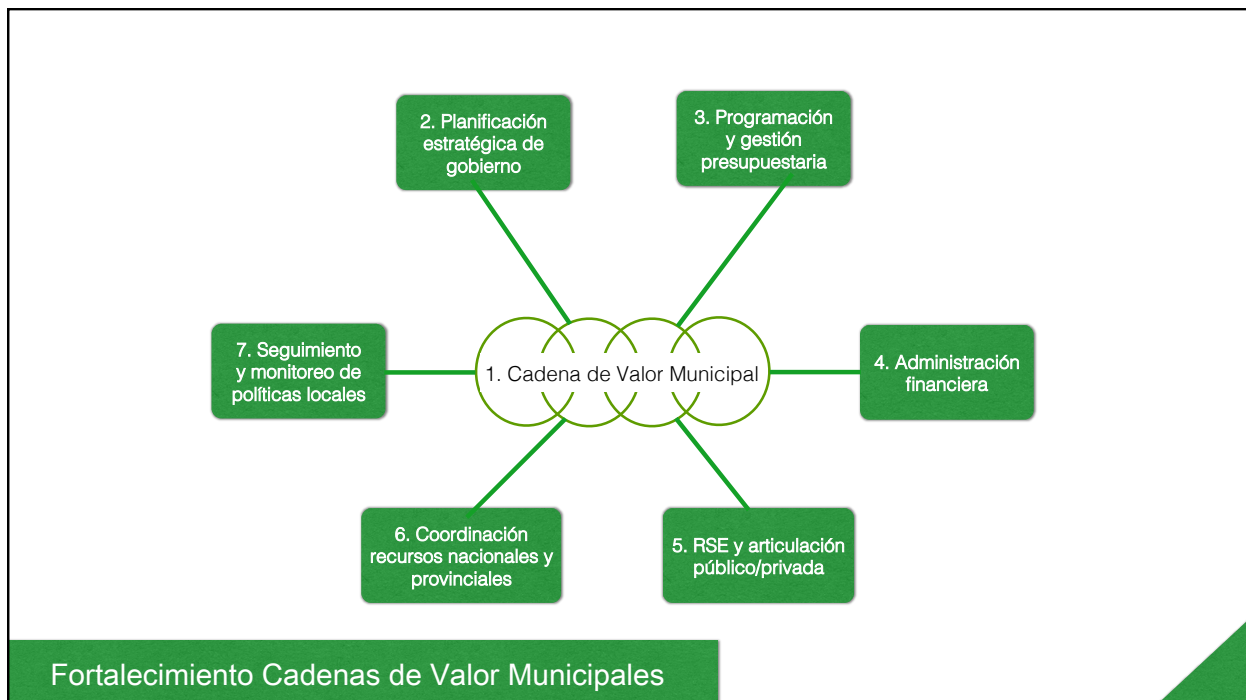 2. Planificación
estratégica de
gobierno
3. Programación
y gestión
presupuestaria
7. Seguimiento
y monitoreo de
políticas locales
1. Cadena de Valor Municipal
4. Administración
financiera
6. Coordinación
recursos nacionales y
provinciales
5. RSE y articulación
público/privada
Fortalecimiento Cadenas de Valor Municipales